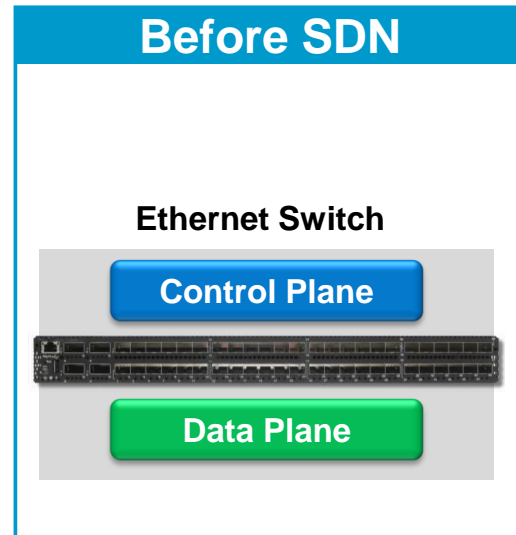 Before SDN
Ethernet Switch
Control Plane
Data Plane